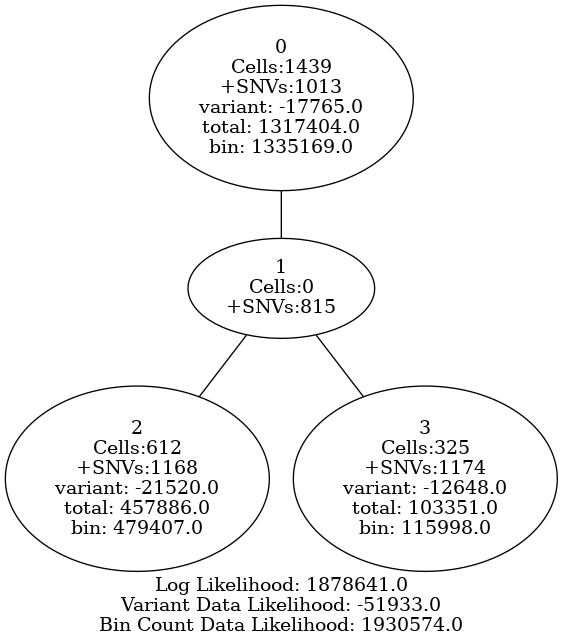 0
Cells:1439
+SNVs:1013
variant: -17765.0
total: 1317404.0
bin: 1335169.0
1
Cells:0
+SNVs:815
2
Cells:612
+SNVs:1168
variant: -21520.0
total: 457886.0
bin: 479407.0
3
Cells:325
+SNVs:1174
variant: -12648.0
total: 103351.0
bin: 115998.0
Log Likelihood: 1878641.0
Variant Data Likelihood: -51933.0
Bin Count Data Likelihood: 1930574.0